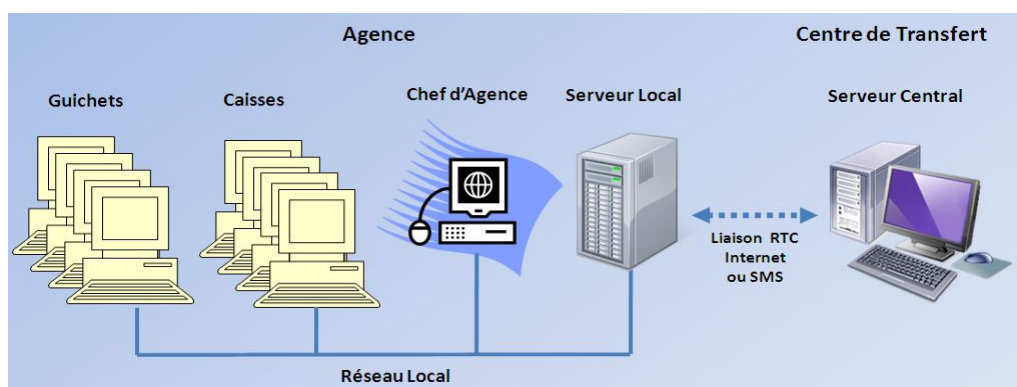 Agence
Centre de Transfert
Guichets
Caisses
Chef d'Agence
Serveur Local
Serveur Central
Liaison RTC
Internet
ou SMS
Réseau Local